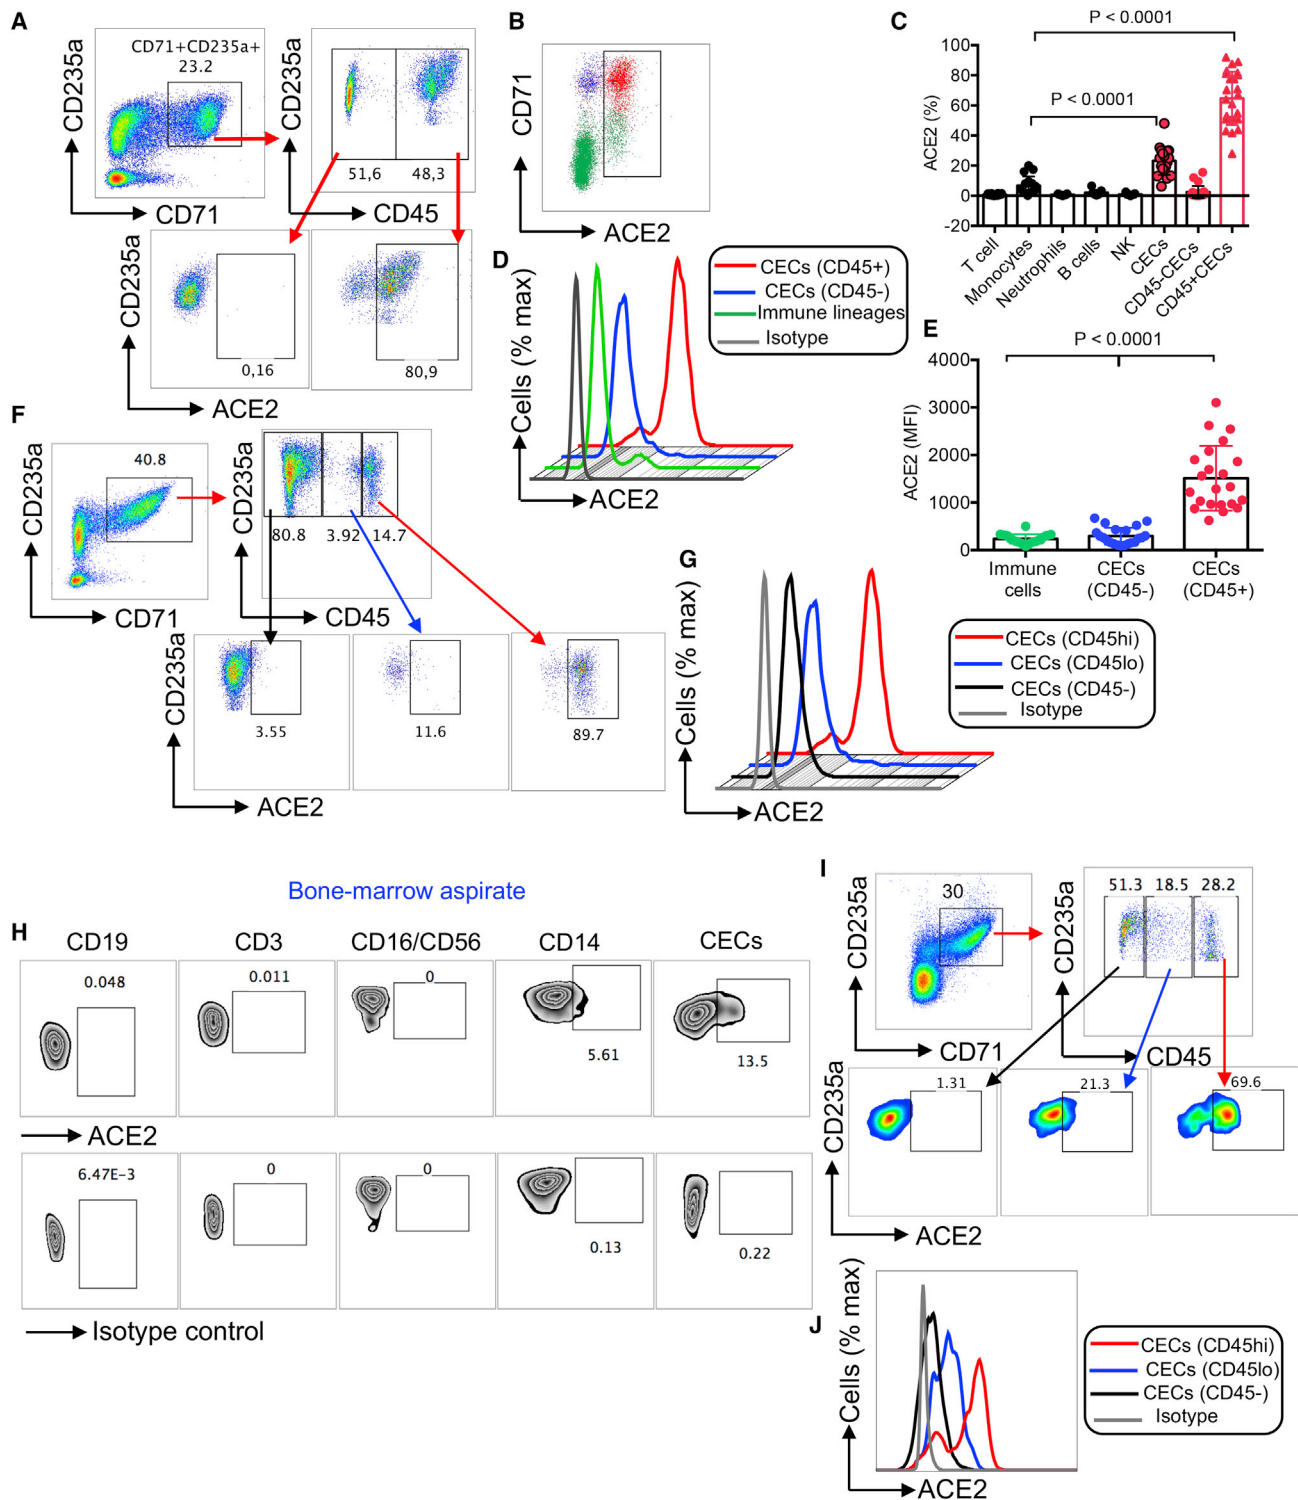 A
CD235a
CD71+CD235a+
23.2
CD71
CD235a
51,6
48,3
CD45
CD235a
0,16
80,9
ACE2
B
CD71
ACE2
C
P < 0.0001
P < 0.0001
ACE2 (%)
100
80
60
40
20
0
-20
T cell
Monocytes
Neutrophils
B cells
NK
CECs
CD45-CECs
CD45+CECs
D
Cells (% max)
ACE2
CECs (CD45+)
CECs (CD45-)
Immune lineages
Isotype
E
P < 0.0001
ACE2 (MFI)
4000
3000
2000
1000
0
Immune
cells
CECs
(CD45-)
CECs
(CD45+)
F
CD235a
40.8
CD71
CD235a
80.8
3.92
14.7
CD45
CD235a
3.55
11.6
89.7
ACE2
G
Cells (% max)
ACE2
CECs (CD45hi)
CECs (CD45lo)
CECs (CD45-)
Isotype
Bone-marrow aspirate
H
CD19
CD3
CD16/CD56
CD14
CECs
0.048
0.011
0
5.61
13.5
ACE2
6.47E-3
0
0
0.13
0.22
Isotype control
I
CD235a
30
CD71
CD235a
51.3
18.5
28.2
CD45
CD235a
1.31
21.3
69.6
ACE2
J
Cells (% max)
ACE2
CECs (CD45hi)
CECs (CD45lo)
CECs (CD45-)
Isotype